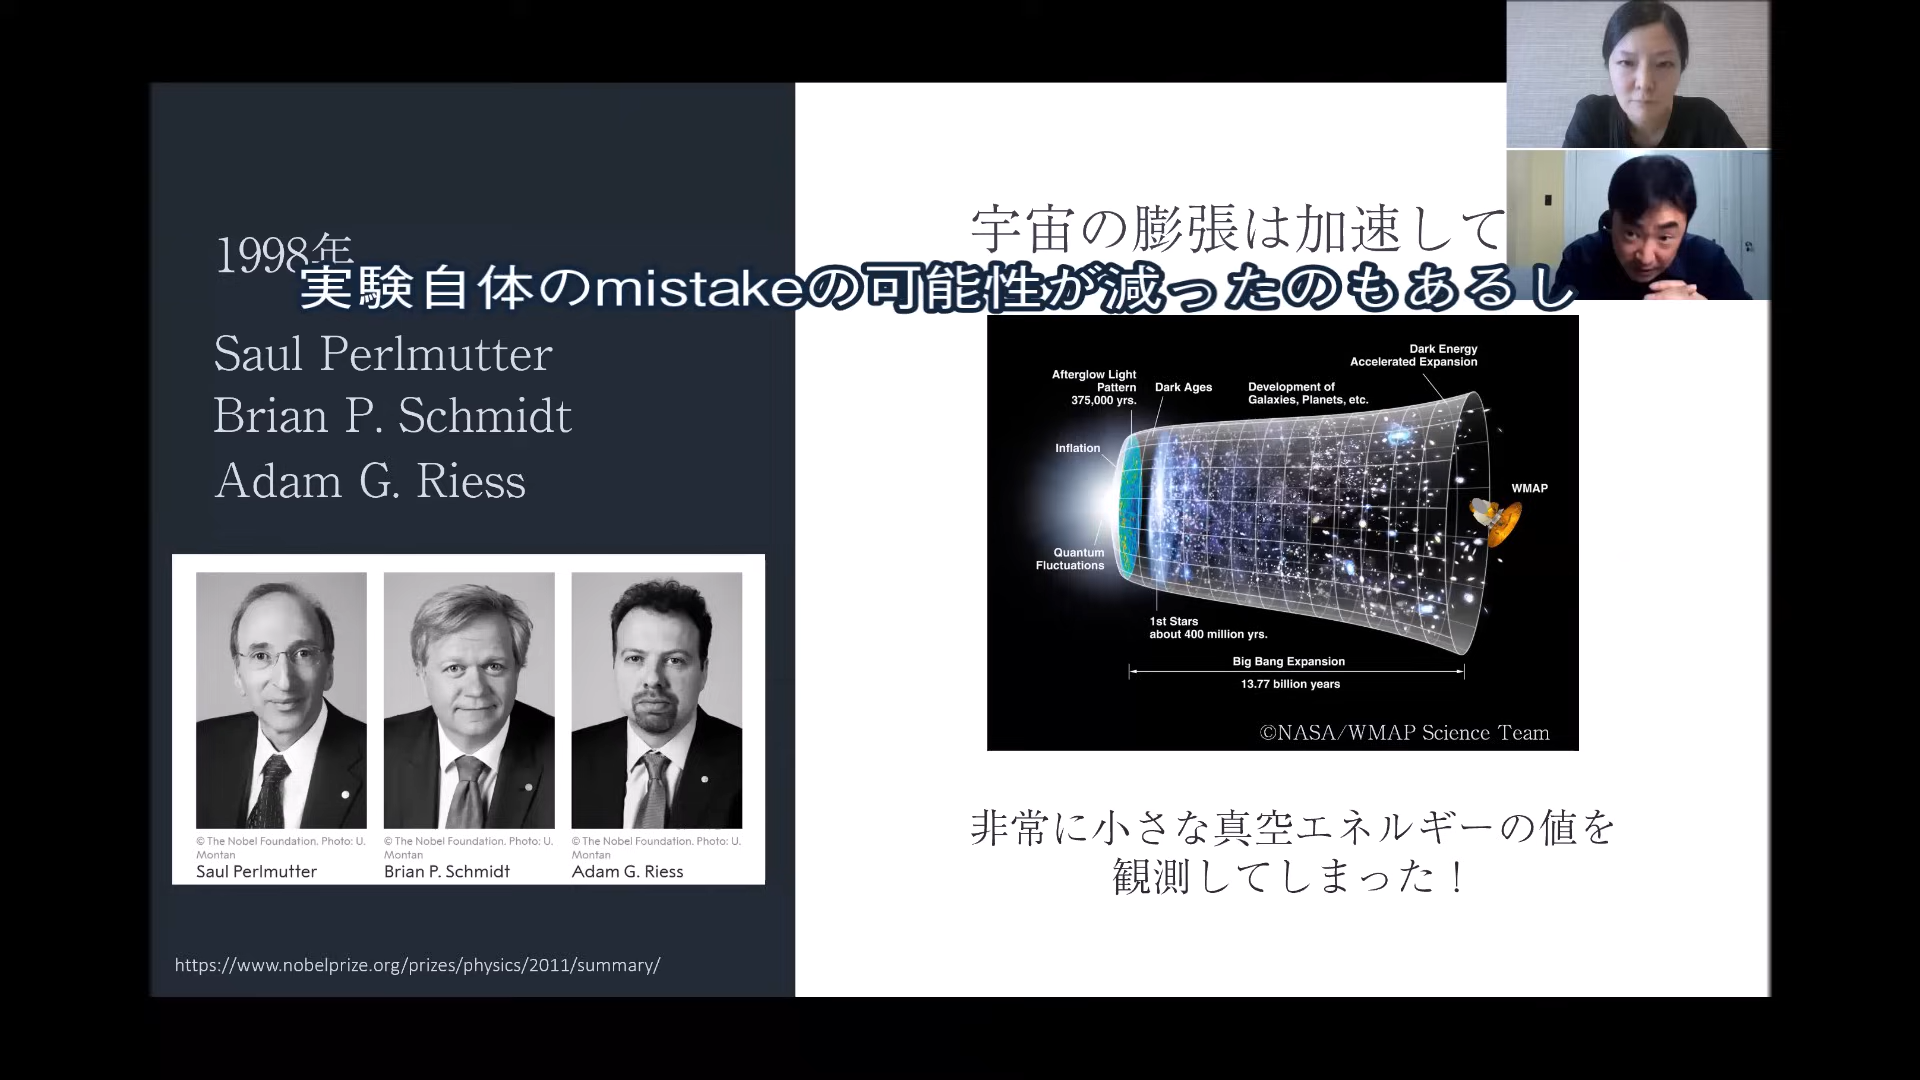 1998年
宇宙の膨張は加速して
実験自体のmistakeの可能性が減ったのもあるし
Saul Perlmutter
Brian P. Schmidt
Adam G. Riess
© The Nobel Foundation. Photo: U.
Montan
Saul Perlmutter
© The Nobel Foundation. Photo: U.
Montan
Brian P. Schmidt
© The Nobel Foundation. Photo: U.
Montan
Adam G. Riess
https://www.nobelprize.org/prizes/physics/2011/summary/
Dark Energy
Accelerated Expansion
Afterglow Light
Pattern
375,000 yrs.
Dark Ages
Development of
Galaxies, Planets, etc.
Inflation
WMAP
Quantum
Fluctuations
1st Stars
about 400 million yrs.
Big Bang Expansion
13.77 billion years
©NASA/WMAP Science Team
非常に小さな真空エネルギーの値を
観測してしまった！